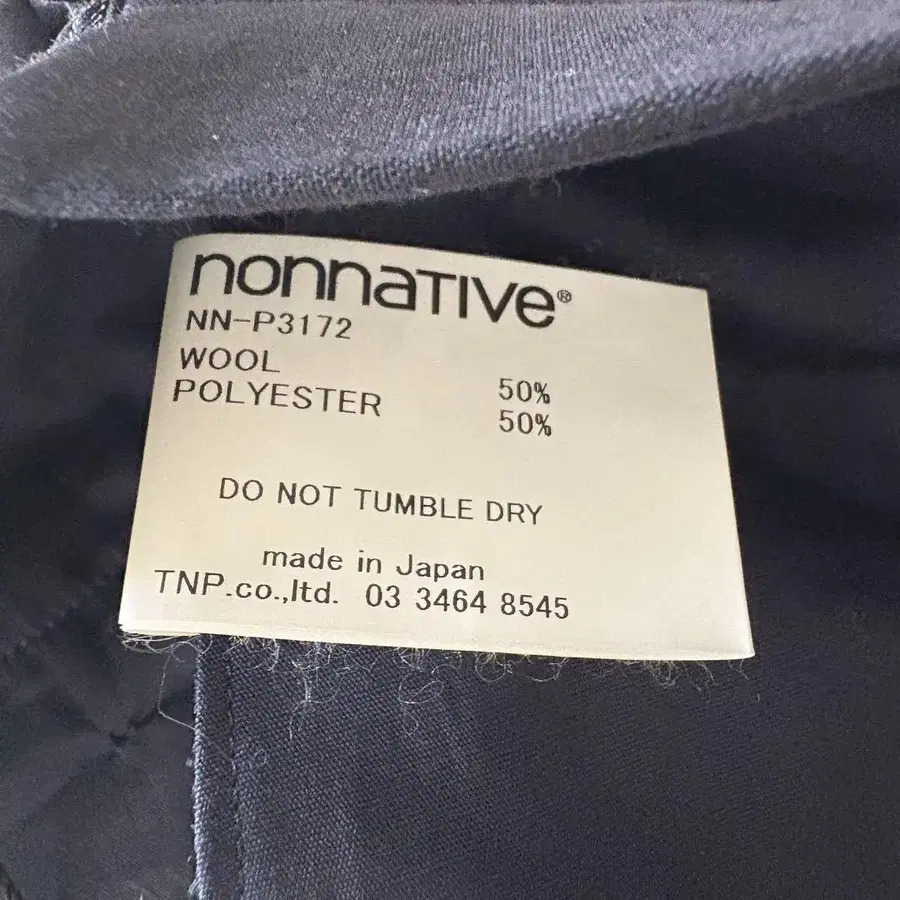 nonnaTIVe®
NN-P3172
WOOL 50%
POLYESTER 50%
DO NOT TUMBLE DRY
made in Japan
TNP.co.,ltd. 03 3464 8545